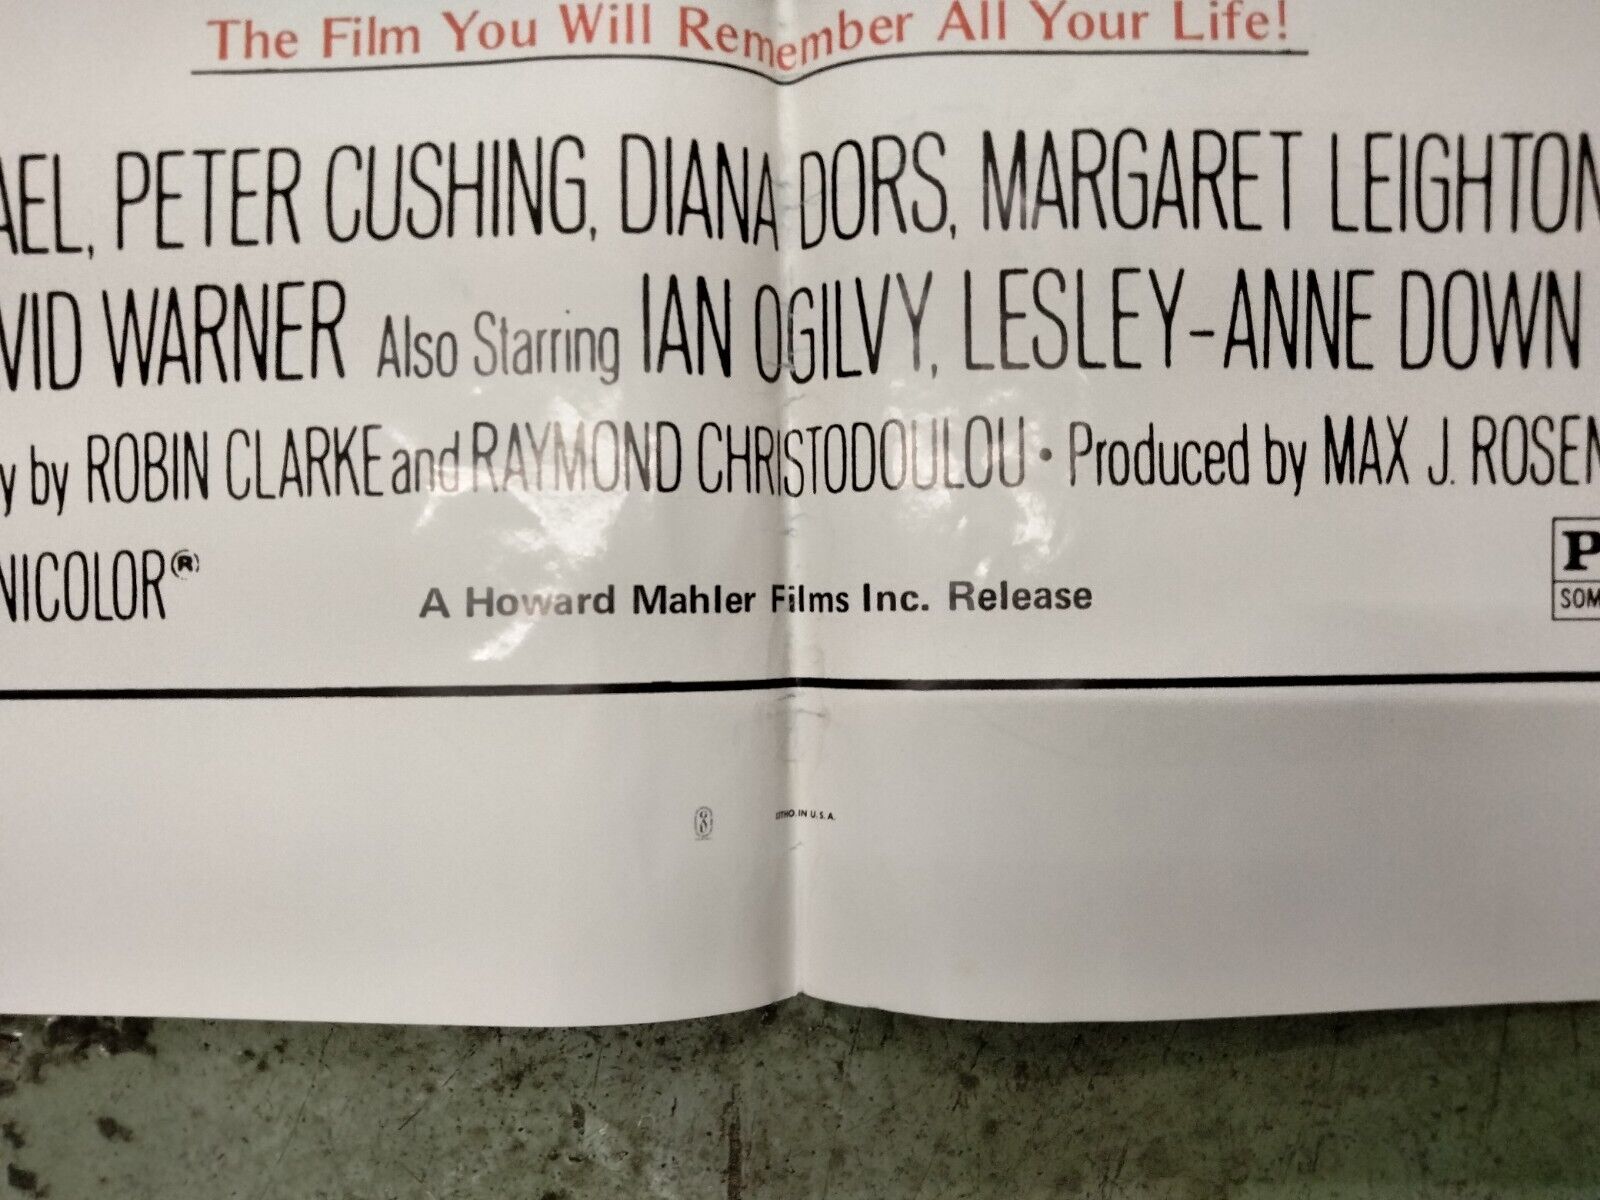 The Film You Will Remember All Your Life!
AEL, PETER CUSHING, DIANA DORS, MARGARET LEIGHTON
VID WARNER Also Starring IAN OGILVY, LESLEY-ANNE DOWN
y by ROBIN CLARKE and RAYMOND CHRISTODOULOU · Produced by MAX J. ROSEN
NICOLOR®
P
SOM
A Howard Mahler Films Inc. Release
LITHO. IN U.S.A.